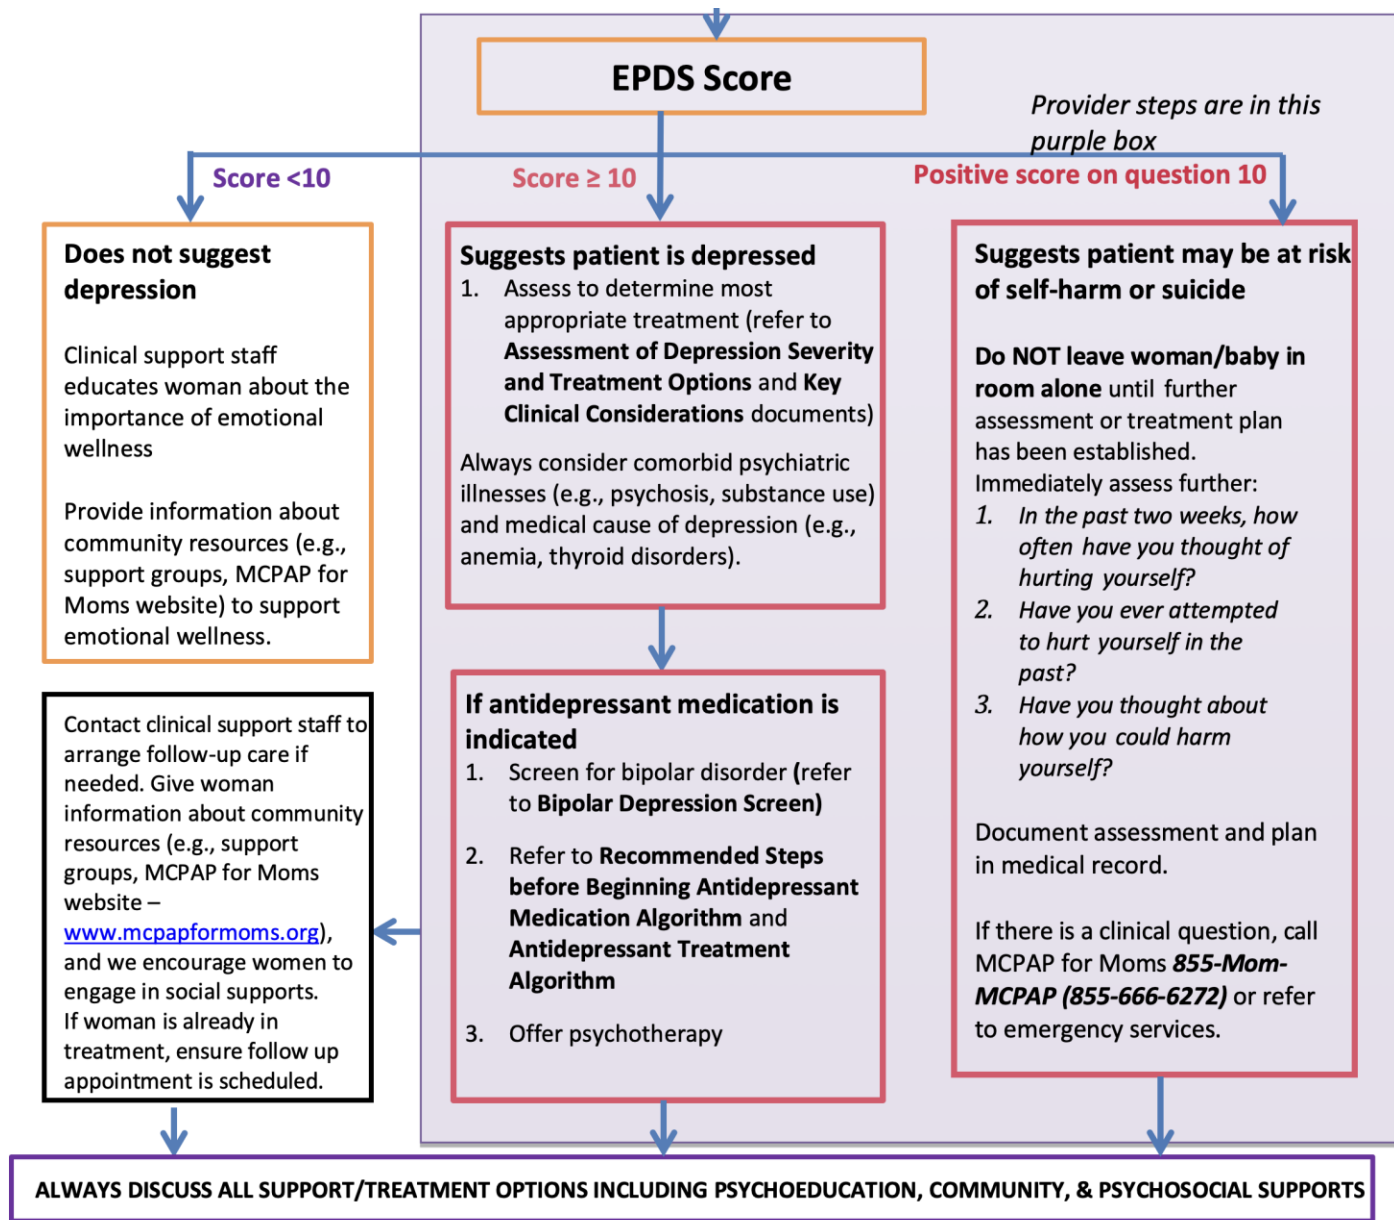 EPDS Score
Provider steps are in this
purple box
Score <10
Score ≥ 10
Positive score on question 10
Does not suggest
depression
Clinical support staff
educates woman about the
importance of emotional
wellness
Provide information about
community resources (e.g.,
support groups, MCPAP for
Moms website) to support
emotional wellness.
Suggests patient is depressed
1. Assess to determine most
appropriate treatment (refer to
Assessment of Depression Severity
and Treatment Options and Key
Clinical Considerations documents)
Always consider comorbid psychiatric
illnesses (e.g., psychosis, substance use)
and medical cause of depression (e.g.,
anemia, thyroid disorders).
Suggests patient may be at risk
of self-harm or suicide
Do NOT leave woman/baby in
room alone until further
assessment or treatment plan
has been established.
Immediately assess further:
1. In the past two weeks, how
often have you thought of
hurting yourself?
2. Have you ever attempted
to hurt yourself in the
past?
3. Have you thought about
how you could harm
yourself?
Document assessment and plan
in medical record.
If there is a clinical question, call
MCPAP for Moms 855-Mom-
MCPAP (855-666-6272) or refer
to emergency services.
Contact clinical support staff to
arrange follow-up care if
needed. Give woman
information about community
resources (e.g., support
groups, MCPAP for Moms
website –
www.mcpapformoms.org),
and we encourage women to
engage in social supports.
If woman is already in
treatment, ensure follow up
appointment is scheduled.
If antidepressant medication is
indicated
1. Screen for bipolar disorder (refer
to Bipolar Depression Screen)
2. Refer to Recommended Steps
before Beginning Antidepressant
Medication Algorithm and
Antidepressant Treatment
Algorithm
3. Offer psychotherapy
ALWAYS DISCUSS ALL SUPPORT/TREATMENT OPTIONS INCLUDING PSYCHOEDUCATION, COMMUNITY, & PSYCHOSOCIAL SUPPORTS